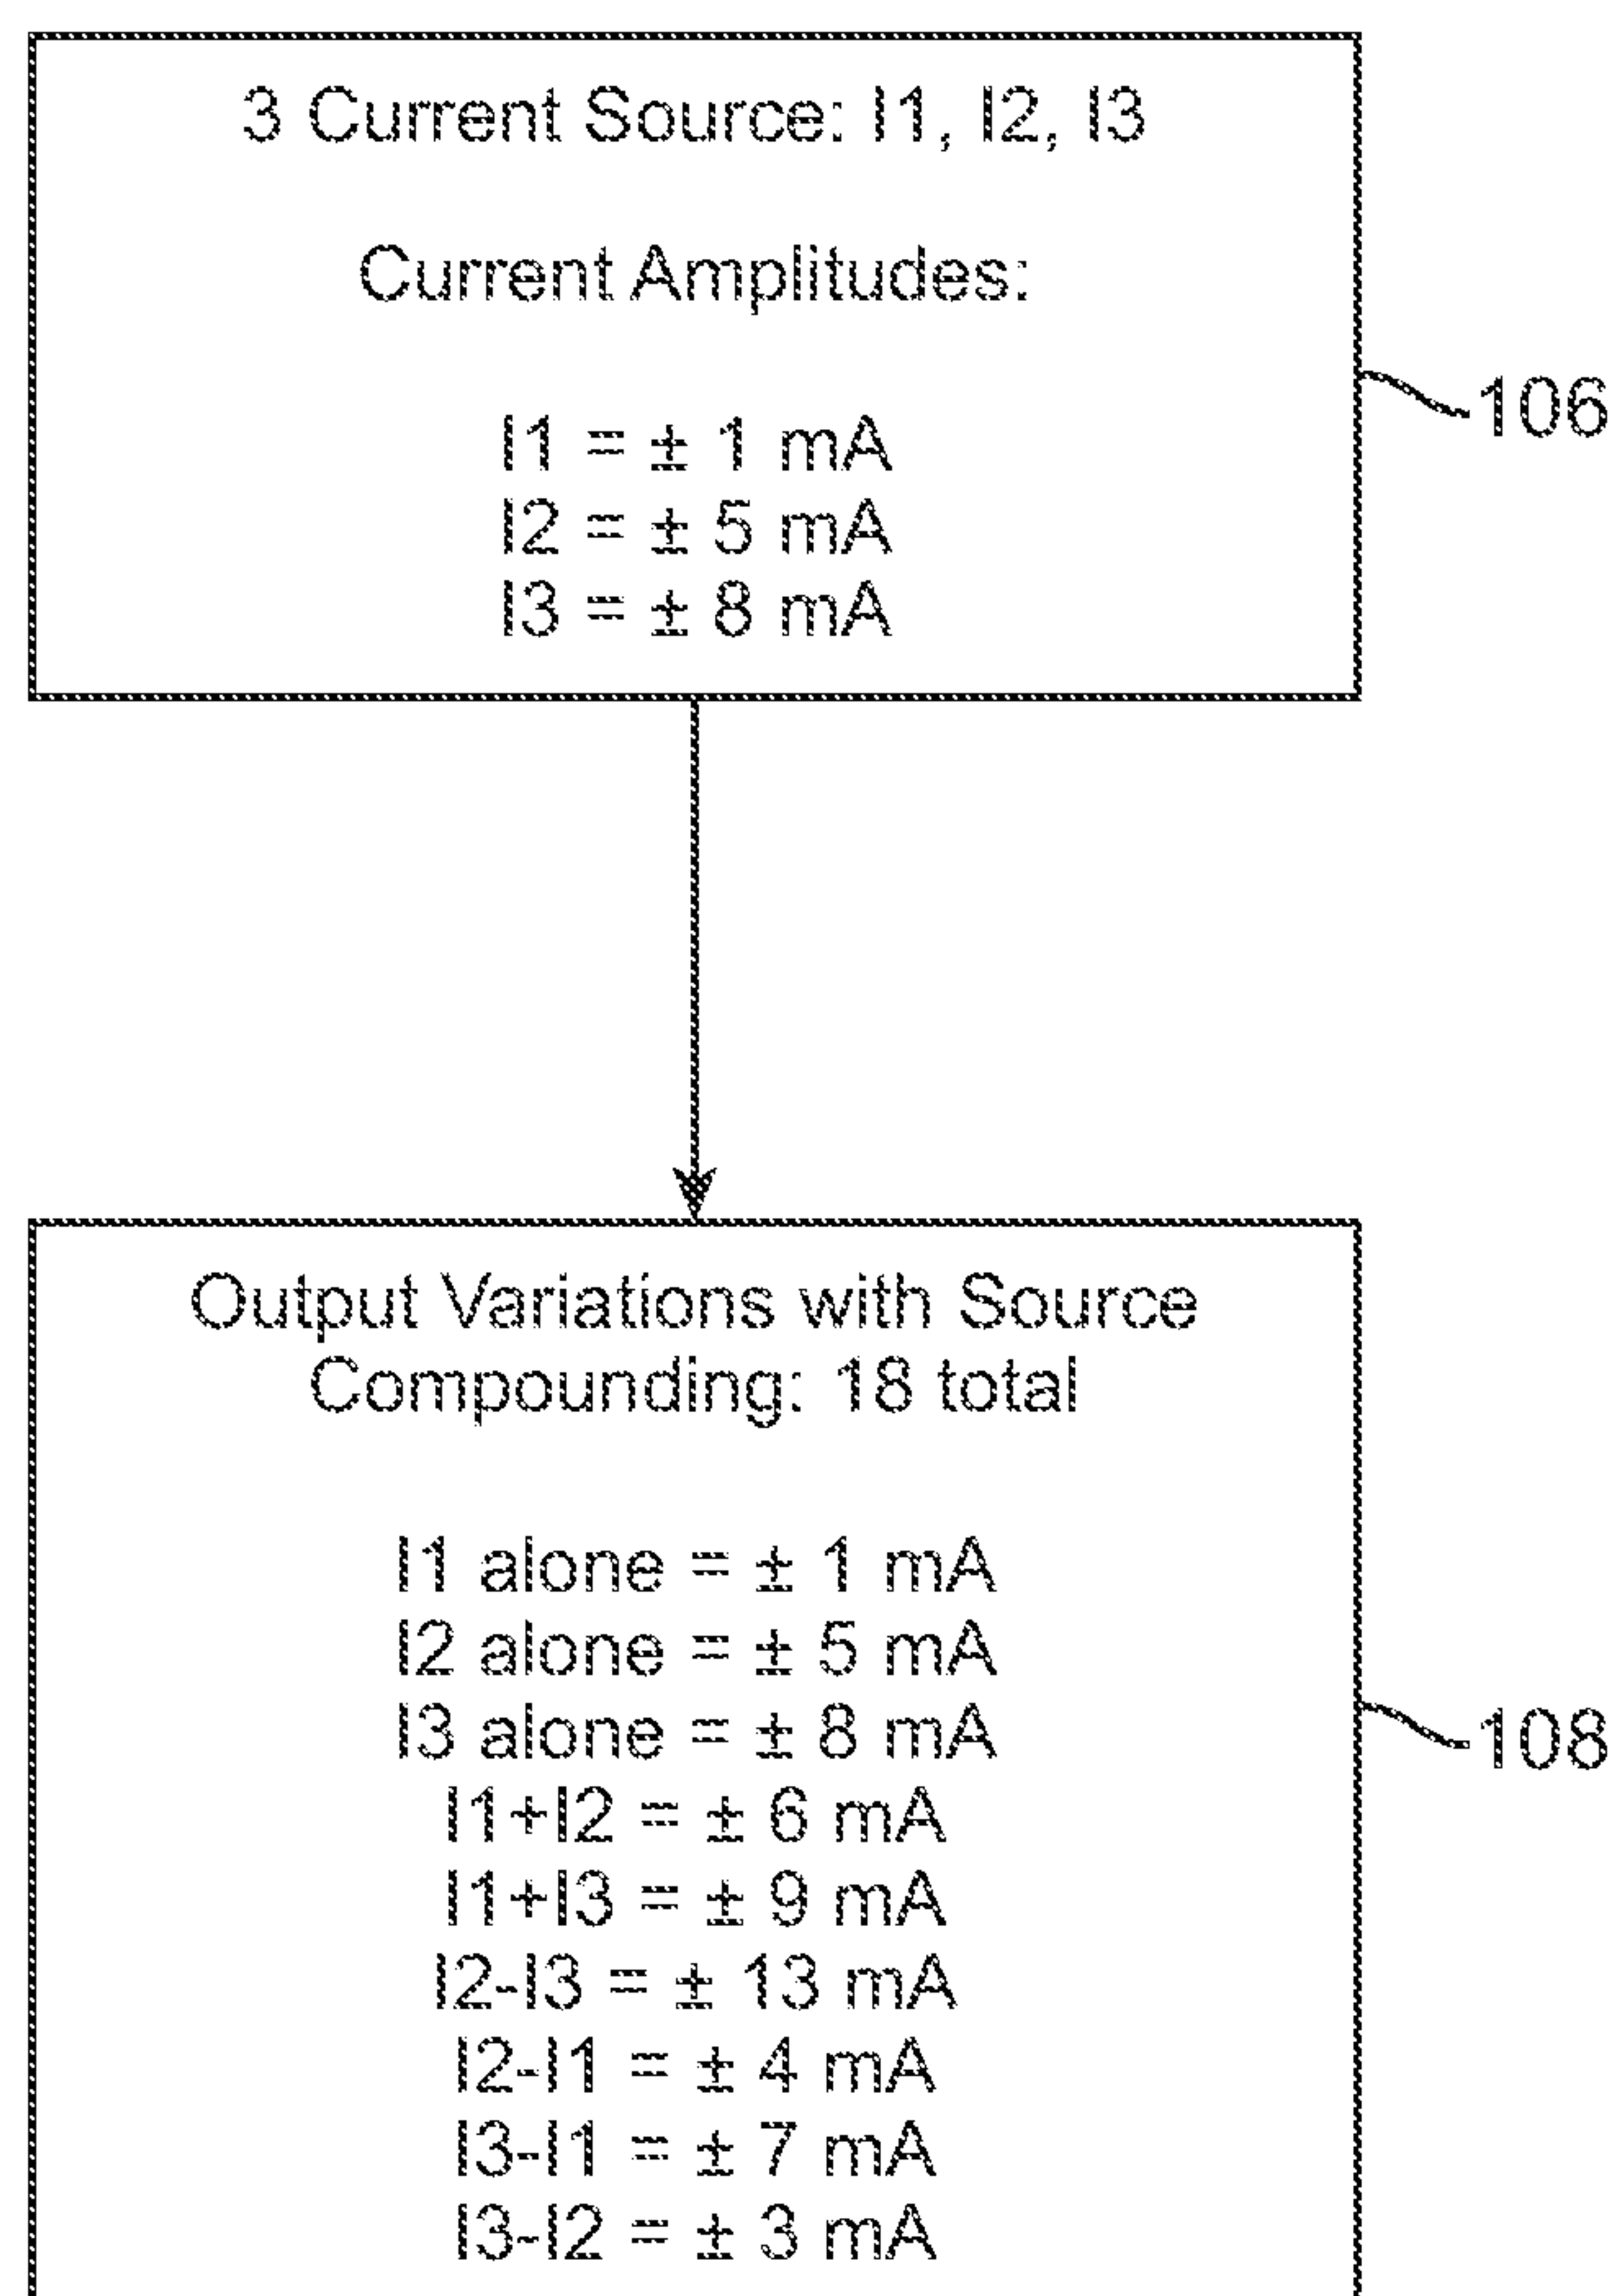 3 Current Source: I1, I2, I3
Current Amplitudes:
I1 = ± 1 mA
I2 = ± 5 mA
I3 = ± 8 mA
106
Output Variations with Source
Compounding: 18 total
I1 alone = ± 1 mA
I2 alone = ± 5 mA
I3 alone = ± 8 mA
I1+I2 = ± 6 mA
I1+I3 = ± 9 mA
I2-I3 = ± 13 mA
I2-I1 = ± 4 mA
I3-I1 = ± 7 mA
I3-I2 = ± 3 mA
108